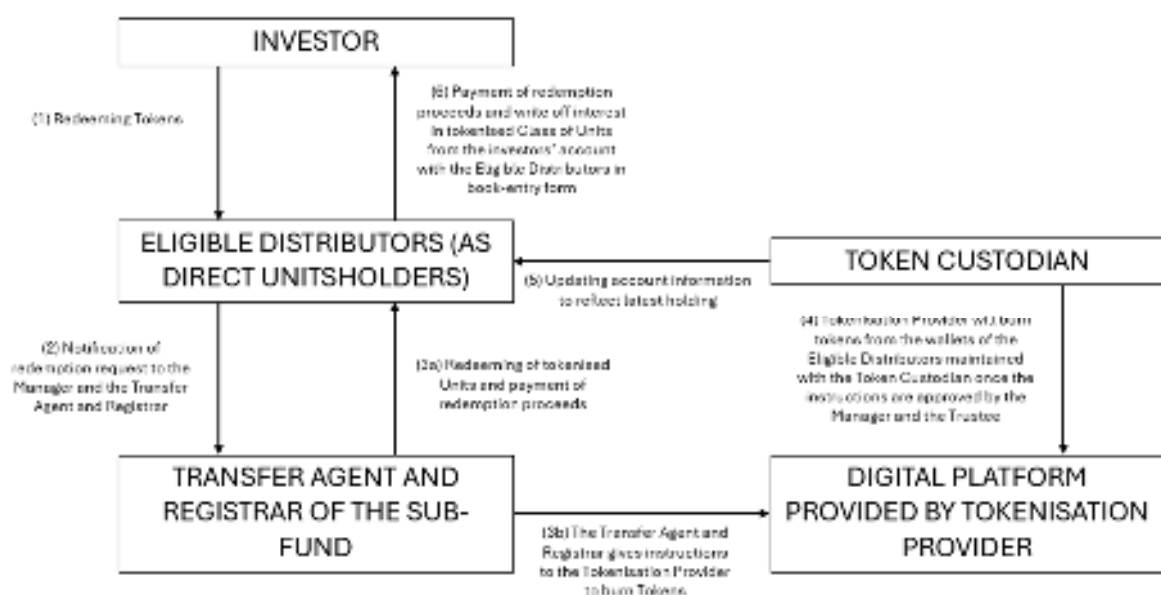 INVESTOR
(1) Redeeming Tokens
(6) Payment of redemption
proceeds and write off interest
in tokenised Class of Units
from the investors' account
with the Eligible Distributors in
book-entry form
ELIGIBLE DISTRIBUTORS (AS
DIRECT UNITSHOLDERS)
TOKEN CUSTODIAN
(5) Updating account information
to reflect latest holding
(2) Notification of
redemption request to the
Manager and the Transfer
Agent and Registrar
(3a) Redeeming of tokenised
Units and payment of
redemption proceeds
(4) Tokenisation Provider will burn
tokens from the wallets of the
Eligible Distributors maintained
with the Token Custodian once the
instructions are approved by the
Manager and the Trustee
TRANSFER AGENT AND
REGISTRAR OF THE SUB-
FUND
DIGITAL PLATFORM
PROVIDED BY TOKENISATION
PROVIDER
(3b) The Transfer Agent and
Registrar gives instructions
to the Tokenisation Provider
to burn Tokens